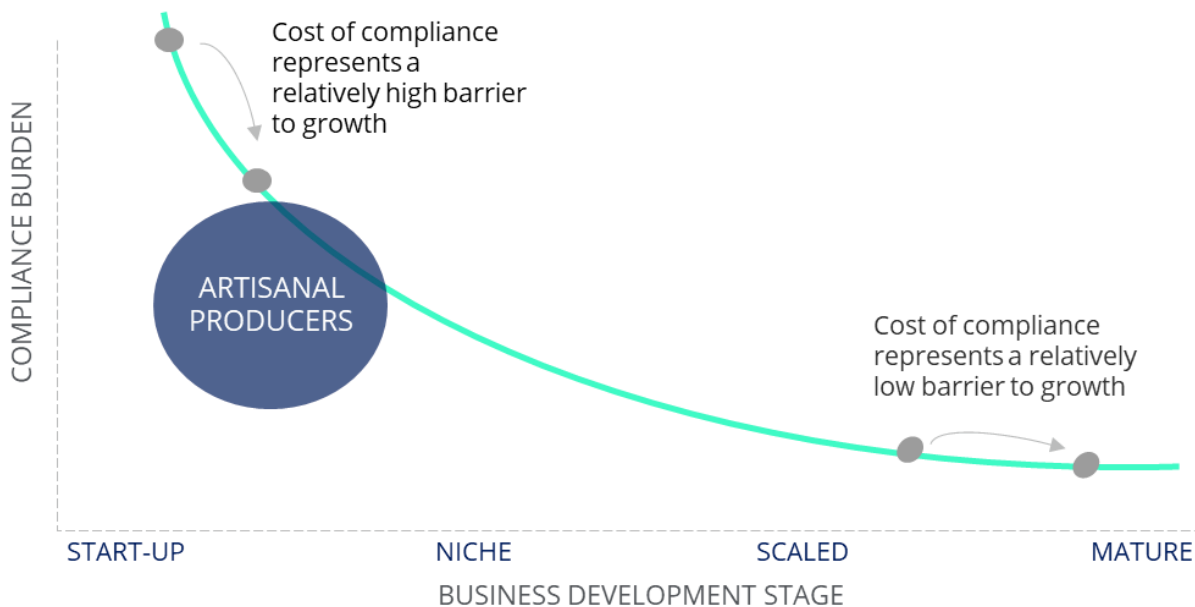 Cost of compliance
represents a
relatively high barrier
to growth
COMPLIANCE BURDEN
ARTISANAL
PRODUCERS
Cost of compliance
represents a relatively
low barrier to growth
START-UP
NICHE
SCALED
MATURE
BUSINESS DEVELOPMENT STAGE